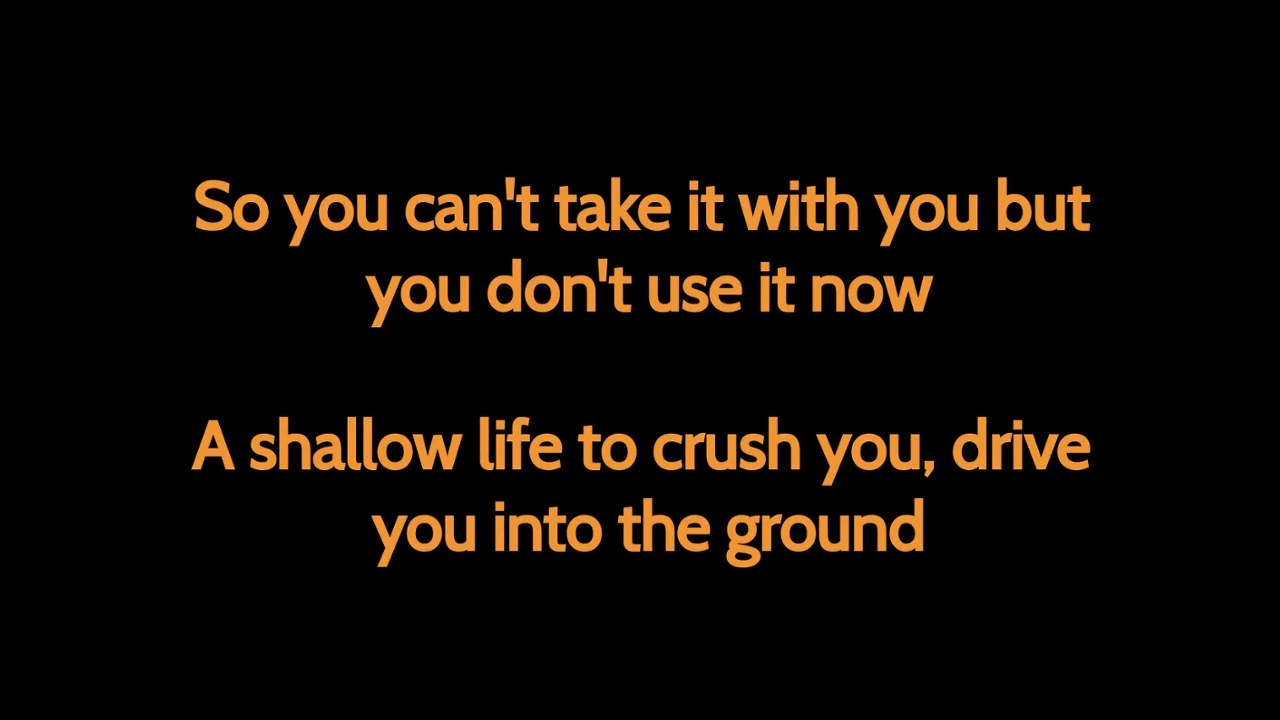 So you can't take it with you but
you don't use it now
A shallow life to crush you, drive
you into the ground